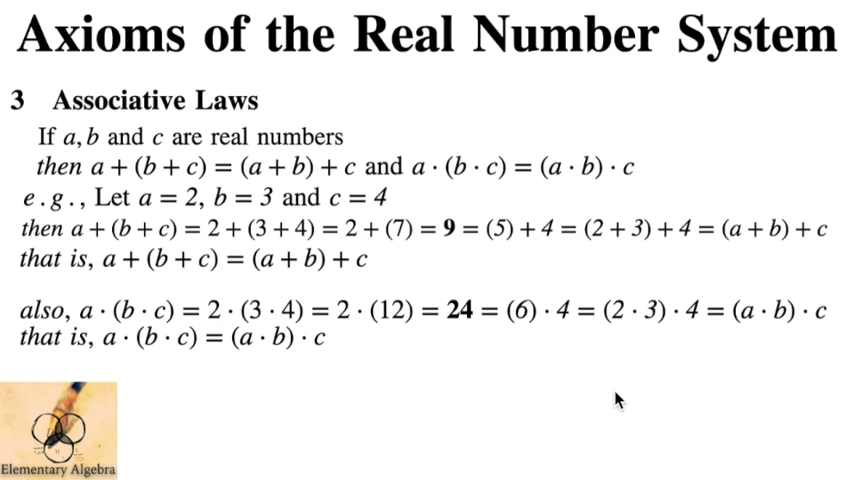 Axioms of the Real Number System
3 Associative Laws
If a, b and c are real numbers
then a + (b + c) = (a + b) + c and a · (b · c) = (a · b) · c
e . g . , Let a = 2, b = 3 and c = 4
then a + (b + c) = 2 + (3 + 4) = 2 + (7) = 9 = (5) + 4 = (2 + 3) + 4 = (a + b) + c
that is, a + (b + c) = (a + b) + c
also, a · (b · c) = 2 · (3 · 4) = 2 · (12) = 24 = (6) · 4 = (2 · 3) · 4 = (a · b) · c
that is, a · (b · c) = (a · b) · c
Elementary Algebra